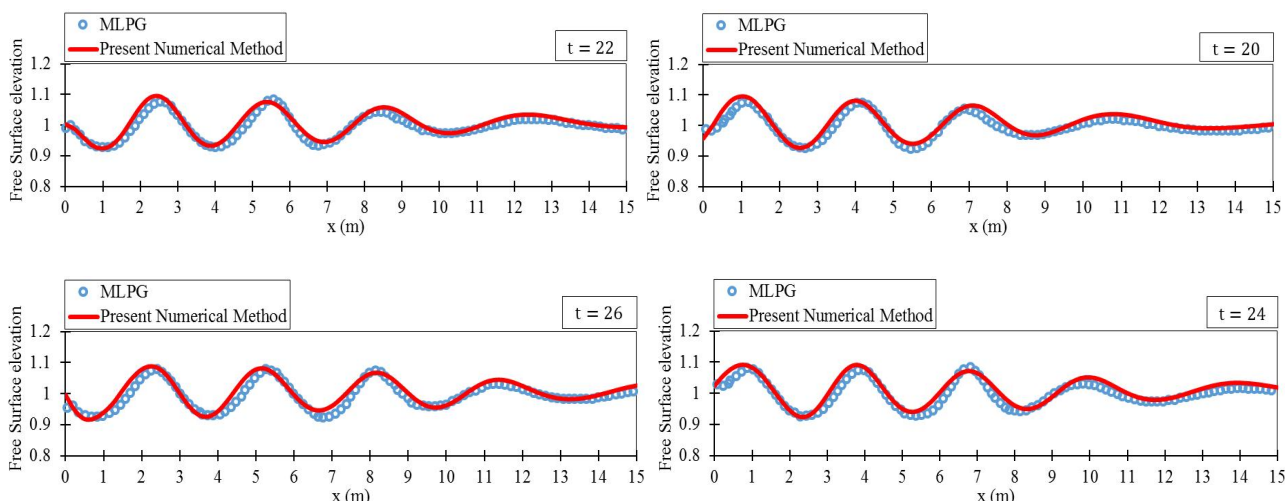 MLPG
Present Numerical Method
t = 22
Free Surface elevation
1.2
1.1
1
0.9
0.8
0 1 2 3 4 5 6 7 8 9 10 11 12 13 14 15
x (m)
MLPG
Present Numerical Method
t = 20
Free Surface elevation
1.2
1.1
1
0.9
0.8
0 1 2 3 4 5 6 7 8 9 10 11 12 13 14 15
x (m)
MLPG
Present Numerical Method
t = 26
Free Surface elevation
1.2
1.1
1
0.9
0.8
0 1 2 3 4 5 6 7 8 9 10 11 12 13 14 15
x (m)
MLPG
Present Numerical Method
t = 24
Free Surface elevation
1.2
1.1
1
0.9
0.8
0 1 2 3 4 5 6 7 8 9 10 11 12 13 14 15
x (m)